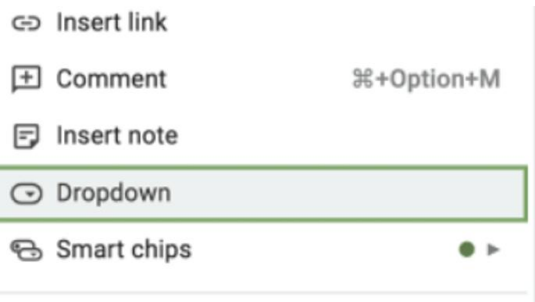 Insert link
Comment ⌘+Option+M
Insert note
Dropdown
Smart chips